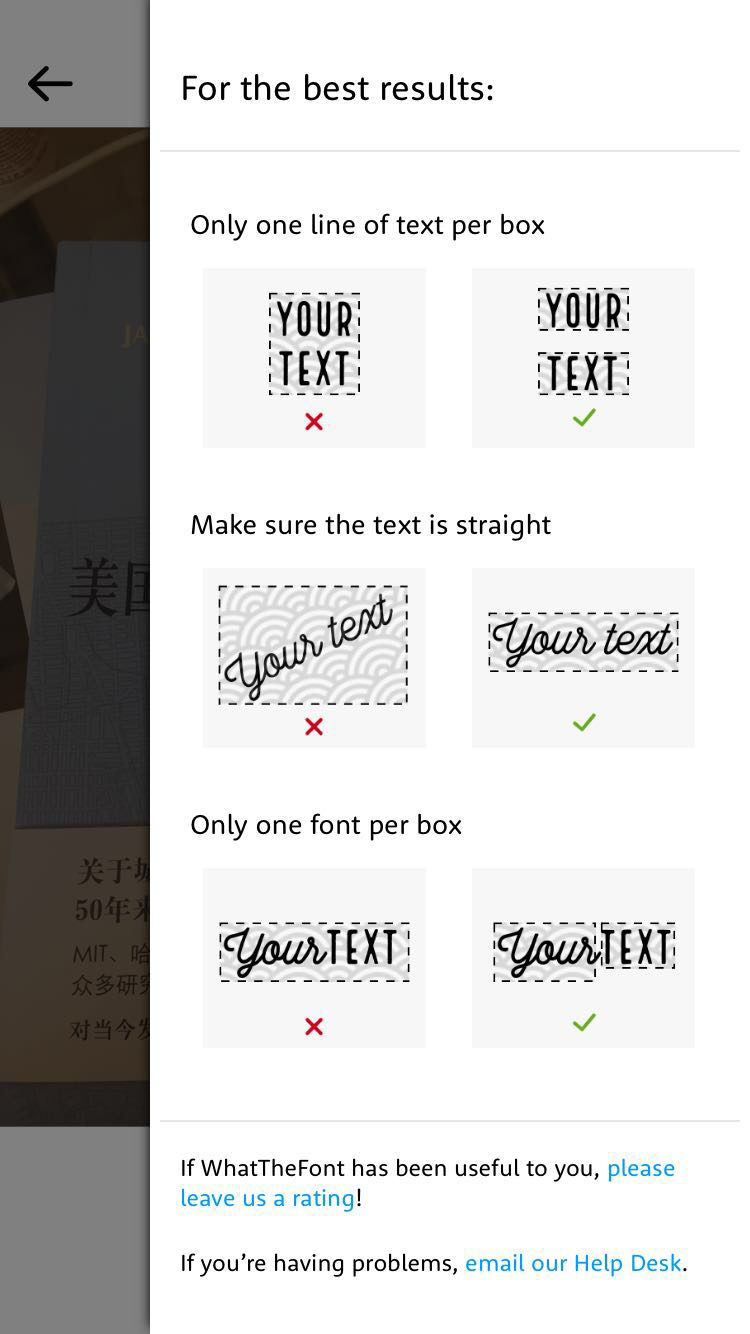 For the best results:
Only one line of text per box
YOUR
TEXT
YOUR
TEXT
Make sure the text is straight
Your text
Your text
Only one font per box
YourTEXT
YourTEXT
JA
美国
关于城
50年来
MIT、哈
众多研究
对当今发
If WhatTheFont has been useful to you, please
leave us a rating!
If you’re having problems, email our Help Desk.